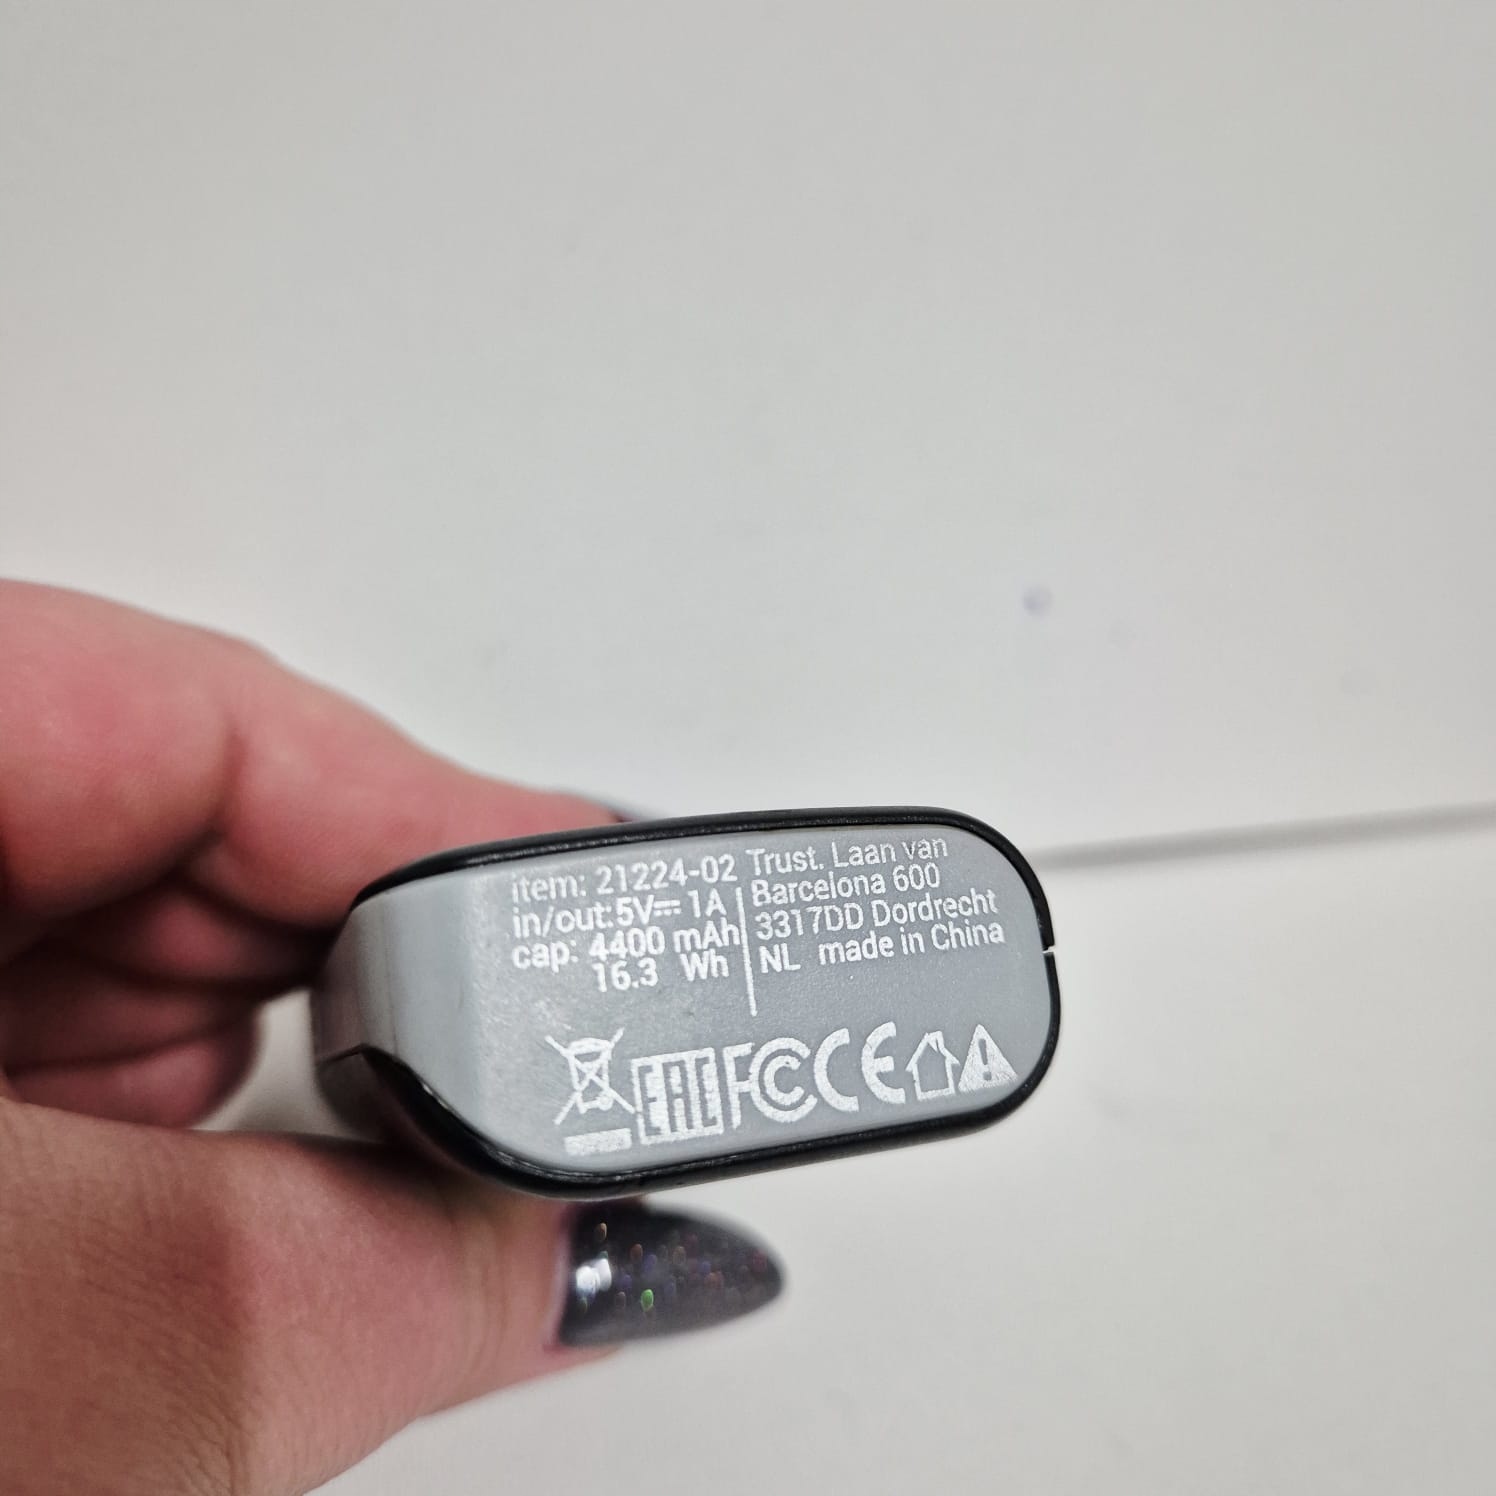 item: 21224-02
in/out:5V⎓1A
cap: 4400 mAh
16.3 Wh
Trust. Laan van
Barcelona 600
3317DD Dordrecht
NL made in China
EAC FC CE